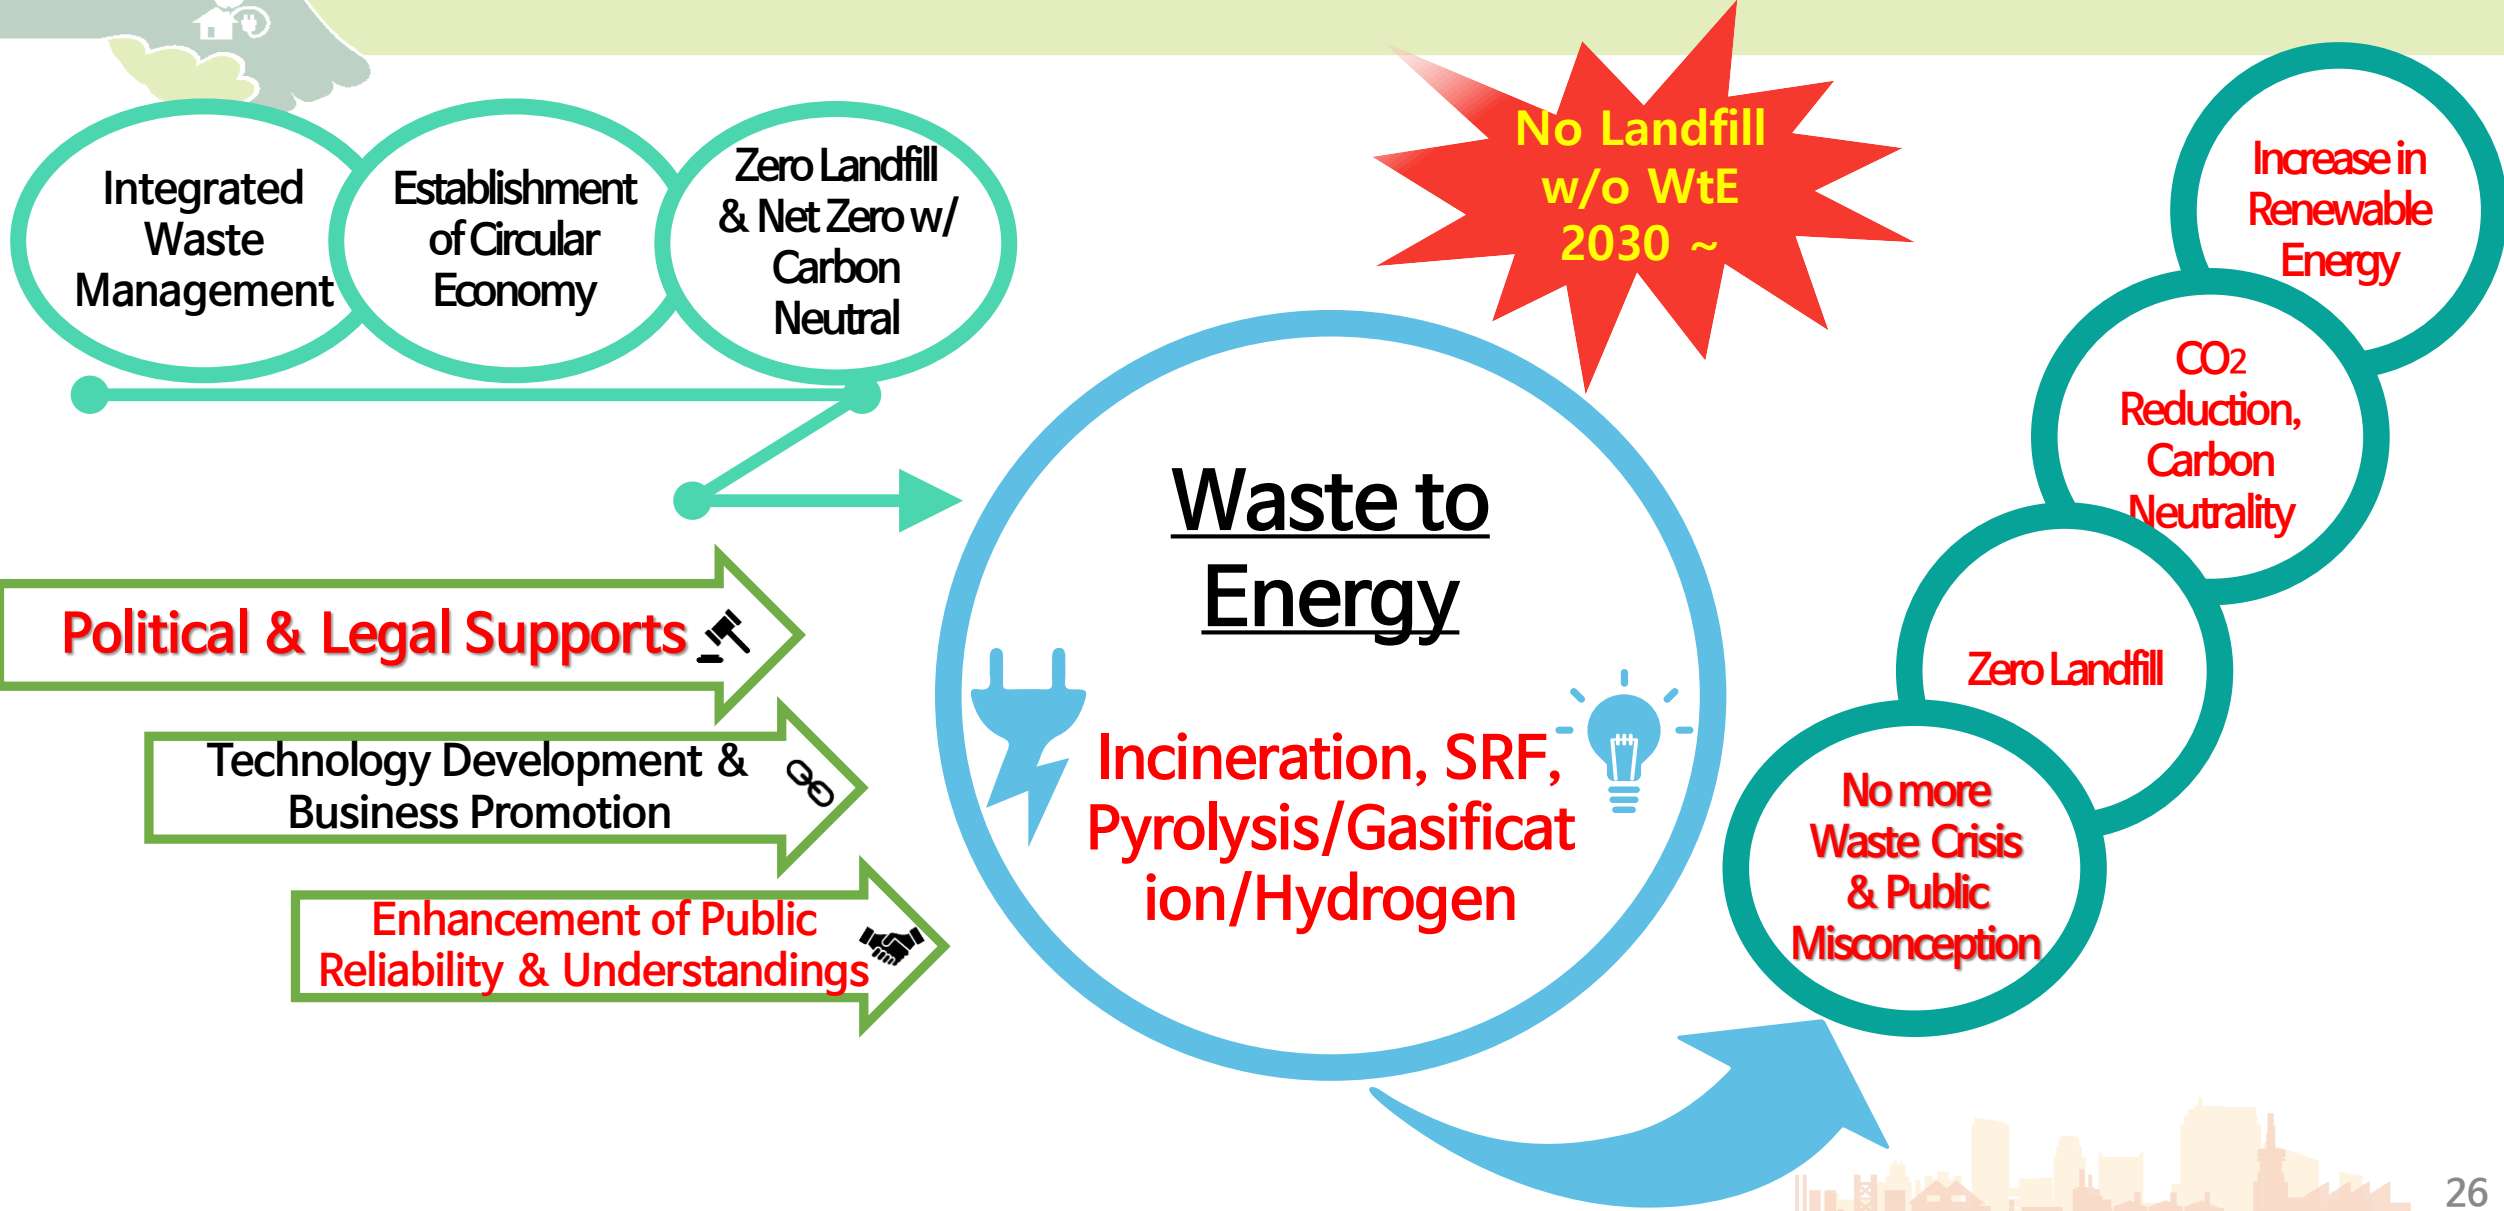 Integrated
Waste
Management
Establishment
of Circular
Economy
Zero Landfill
& Net Zero w/
Carbon
Neutral
No Landfill
w/o WtE
2030 ~
Increase in
Renewable
Energy
CO2
Reduction,
Carbon
Neutrality
Zero Landfill
No more
Waste Crisis
& Public
Misconception
Waste to
Energy
Incineration, SRF,
Pyrolysis/Gasificat
ion/Hydrogen
Political & Legal Supports
Technology Development &
Business Promotion
Enhancement of Public
Reliability & Understandings
26